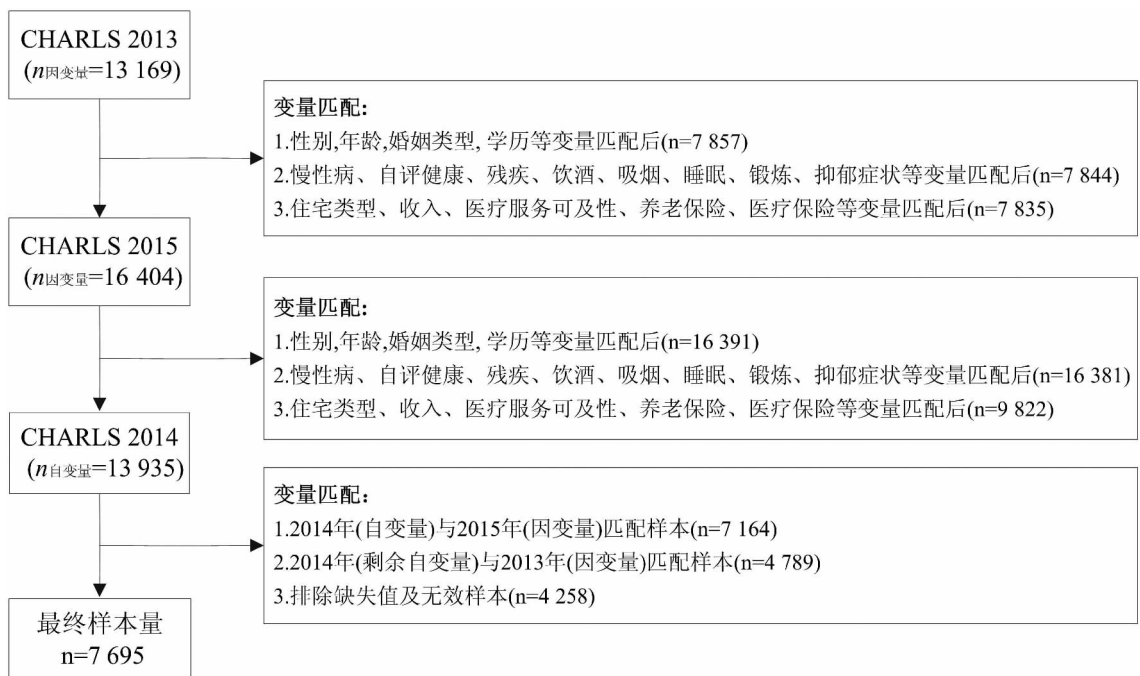 CHARLS 2013
(n因变量=13 169)
变量匹配:
1.性别,年龄,婚姻类型, 学历等变量匹配后(n=7 857)
2.慢性病、自评健康、残疾、饮酒、吸烟、睡眠、锻炼、抑郁症状等变量匹配后(n=7 844)
3.住宅类型、收入、医疗服务可及性、养老保险、医疗保险等变量匹配后(n=7 835)
CHARLS 2015
(n因变量=16 404)
变量匹配:
1.性别,年龄,婚姻类型, 学历等变量匹配后(n=16 391)
2.慢性病、自评健康、残疾、饮酒、吸烟、睡眠、锻炼、抑郁症状等变量匹配后(n=16 381)
3.住宅类型、收入、医疗服务可及性、养老保险、医疗保险等变量匹配后(n=9 822)
CHARLS 2014
(n自变量=13 935)
变量匹配:
1.2014年(自变量)与2015年(因变量)匹配样本(n=7 164)
2.2014年(剩余自变量)与2013年(因变量)匹配样本(n=4 789)
3.排除缺失值及无效样本(n=4 258)
最终样本量
n=7 695